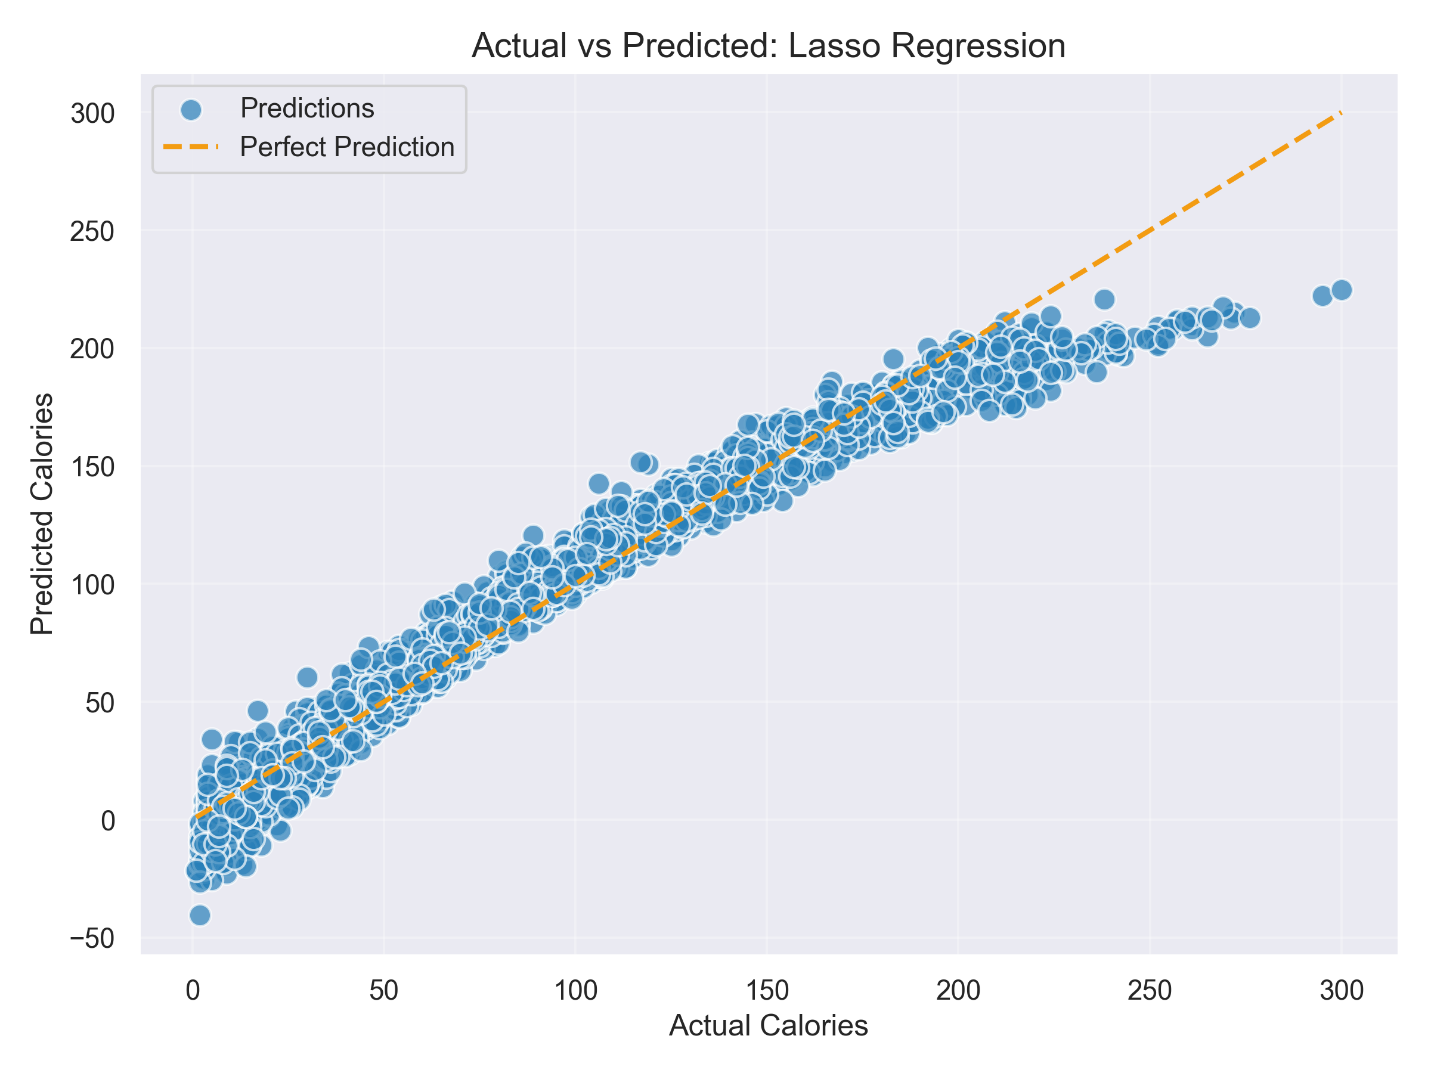 Actual vs Predicted: Lasso Regression
Predictions
Perfect Prediction
300
250
200
150
100
50
0
−50
Predicted Calories
0 50 100 150 200 250 300
Actual Calories